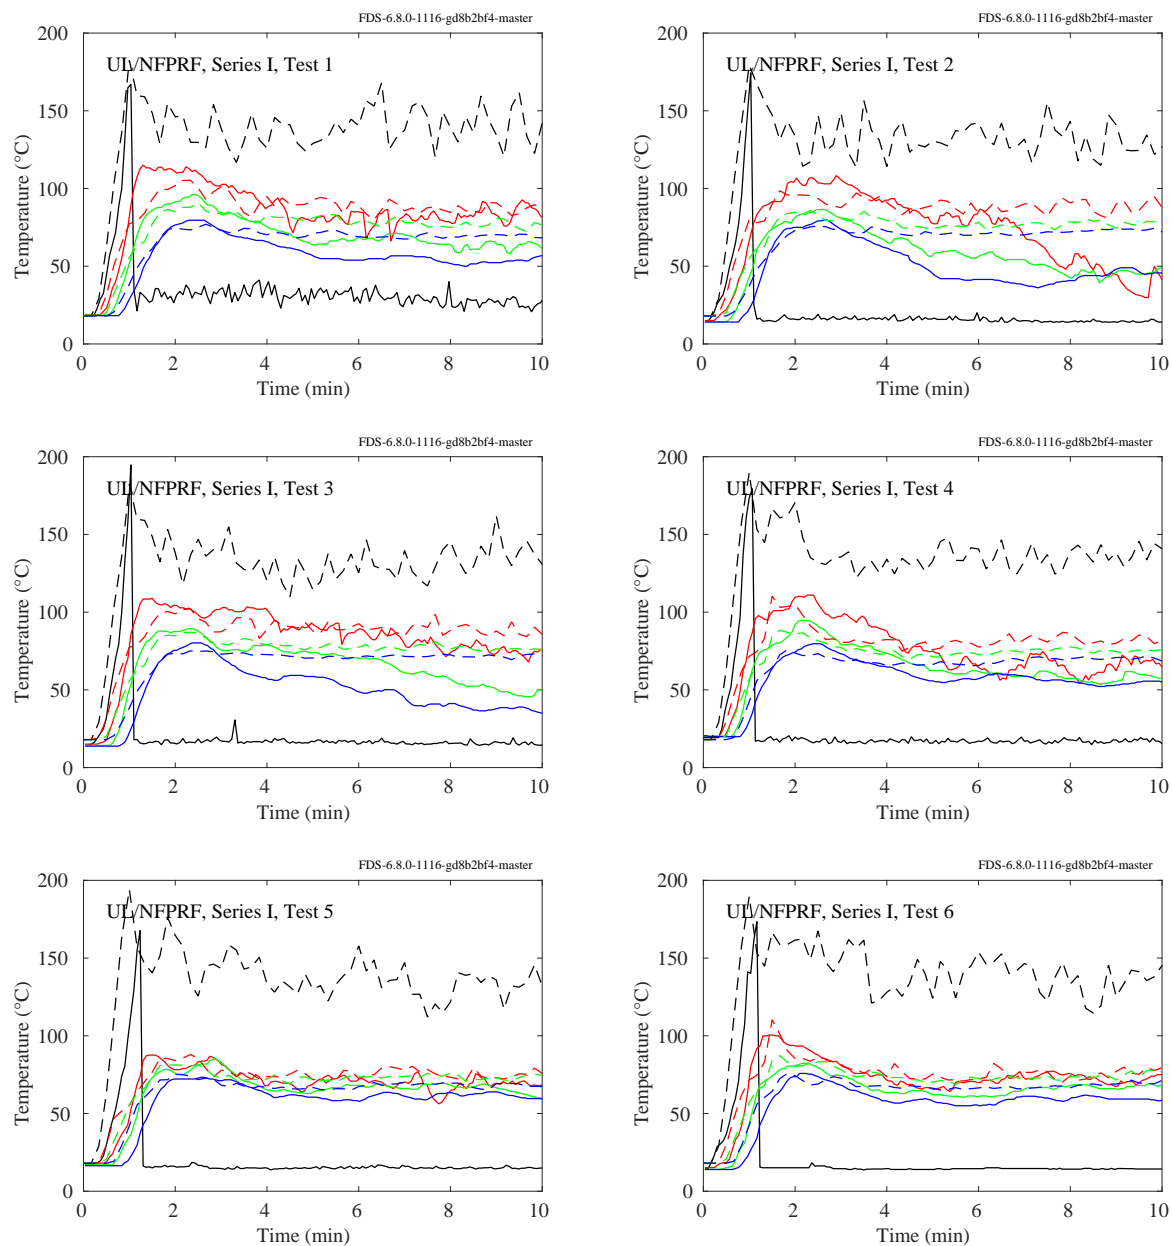 FDS-6.8.0-1116-gd8b2bf4-master
UL/NFPRF, Series I, Test 1
Temperature (°C)
200
150
100
50
0
0 2 4 6 8 10
Time (min)
FDS-6.8.0-1116-gd8b2bf4-master
UL/NFPRF, Series I, Test 2
Temperature (°C)
200
150
100
50
0
0 2 4 6 8 10
Time (min)
FDS-6.8.0-1116-gd8b2bf4-master
UL/NFPRF, Series I, Test 3
Temperature (°C)
200
150
100
50
0
0 2 4 6 8 10
Time (min)
FDS-6.8.0-1116-gd8b2bf4-master
UL/NFPRF, Series I, Test 4
Temperature (°C)
200
150
100
50
0
0 2 4 6 8 10
Time (min)
FDS-6.8.0-1116-gd8b2bf4-master
UL/NFPRF, Series I, Test 5
Temperature (°C)
200
150
100
50
0
0 2 4 6 8 10
Time (min)
FDS-6.8.0-1116-gd8b2bf4-master
UL/NFPRF, Series I, Test 6
Temperature (°C)
200
150
100
50
0
0 2 4 6 8 10
Time (min)